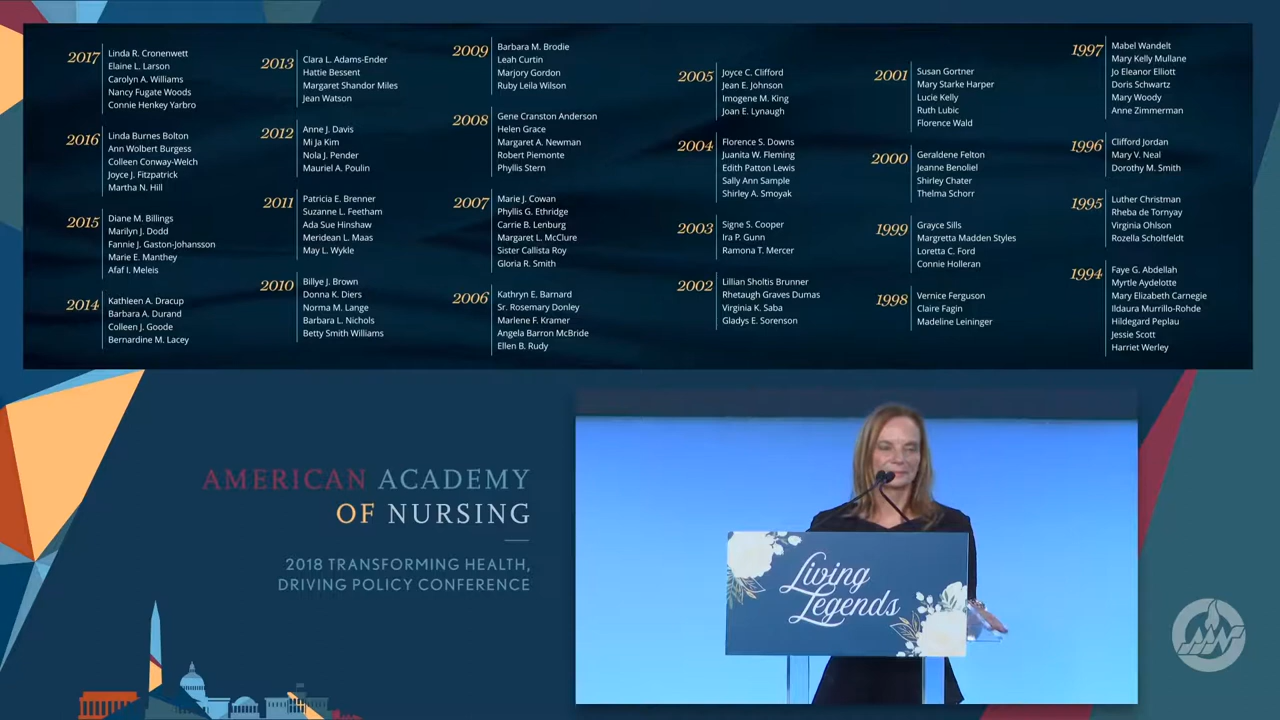 2017
Linda R. Cronenwett
Elaine L. Larson
Carolyn A. Williams
Nancy Fugate Woods
Connie Henkey Yarbro
2016
Linda Burnes Bolton
Ann Wolbert Burgess
Colleen Conway-Welch
Joyce J. Fitzpatrick
Martha N. Hill
2015
Diane M. Billings
Marilyn J. Dodd
Fannie J. Gaston-Johansson
Marie E. Manthey
Afaf I. Meleis
2014
Kathleen A. Dracup
Barbara A. Durand
Colleen J. Goode
Bernardine M. Lacey
2013
Clara L. Adams-Ender
Hattie Bessent
Margaret Shandor Miles
Jean Watson
2012
Anne J. Davis
Mi Ja Kim
Nola J. Pender
Mauriel A. Poulin
2011
Patricia E. Brenner
Suzanne L. Feetham
Ada Sue Hinshaw
Meridean L. Maas
May L. Wykle
2010
Billye J. Brown
Donna K. Diers
Norma M. Lange
Barbara L. Nichols
Betty Smith Williams
2009
Barbara M. Brodie
Leah Curtin
Marjory Gordon
Ruby Leila Wilson
2008
Gene Cranston Anderson
Helen Grace
Margaret A. Newman
Robert Piemonte
Phyllis Stern
2007
Marie J. Cowan
Phyllis G. Ethridge
Carrie B. Lenburg
Margaret L. McClure
Sister Callista Roy
Gloria R. Smith
2006
Kathryn E. Barnard
Sr. Rosemary Donley
Marlene F. Kramer
Angela Barron McBride
Ellen B. Rudy
2005
Joyce C. Clifford
Jean E. Johnson
Imogene M. King
Joan E. Lynaugh
2004
Florence S. Downs
Juanita W. Fleming
Edith Patton Lewis
Sally Ann Sample
Shirley A. Smoyak
2003
Signe S. Cooper
Ira P. Gunn
Ramona T. Mercer
2002
Lillian Sholtis Brunner
Rhetaugh Graves Dumas
Virginia K. Saba
Gladys E. Sorenson
2001
Susan Gortner
Mary Starke Harper
Lucie Kelly
Ruth Lubic
Florence Wald
2000
Geraldene Felton
Jeanne Benoliel
Shirley Chater
Thelma Schorr
1999
Grayce Sills
Margretta Madden Styles
Loretta C. Ford
Connie Holleran
1998
Vernice Ferguson
Claire Fagin
Madeline Leininger
1997
Mabel Wandelt
Mary Kelly Mullane
Jo Eleanor Elliott
Doris Schwartz
Mary Woody
Anne Zimmerman
1996
Clifford Jordan
Mary V. Neal
Dorothy M. Smith
1995
Luther Christman
Rheba de Tornyay
Virginia Ohlson
Rozella Scholtfeldt
1994
Faye G. Abdellah
Myrtle Aydelotte
Mary Elizabeth Carnegie
Ildaura Murrillo-Rohde
Hildegard Peplau
Jessie Scott
Harriet Werley
AMERICAN ACADEMY
OF NURSING
2018 TRANSFORMING HEALTH,
DRIVING POLICY CONFERENCE
Living
Legends